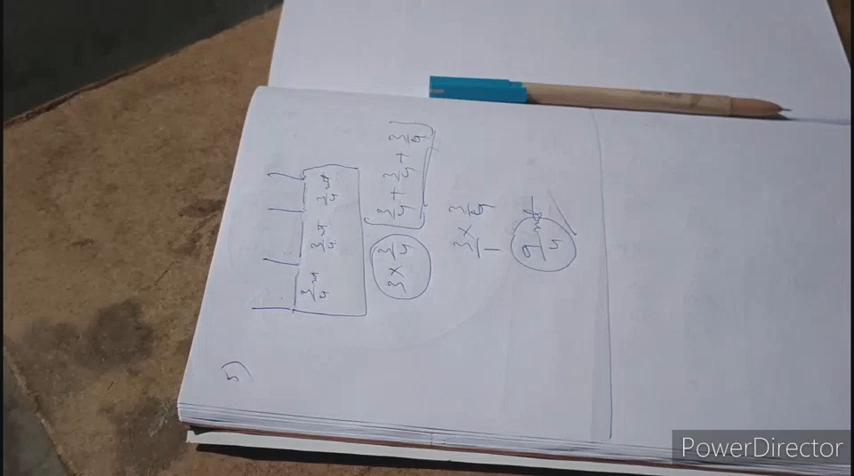 5)
3/4 मी 3/4 मी 3/4 मी
3 × 3/4 [3/4 + 3/4 + 3/4]
3/1 × 3/4
9/4
PowerDirector